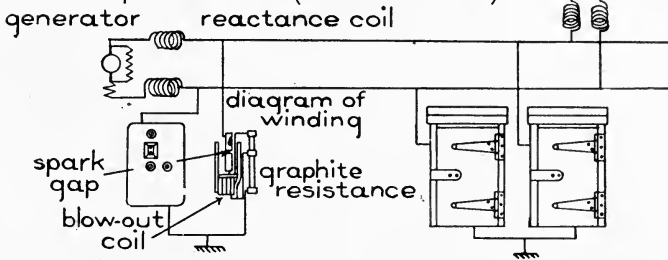 generator reactance coil
diagram of
winding
spark
gap
graphite
resistance
blow-out
coil